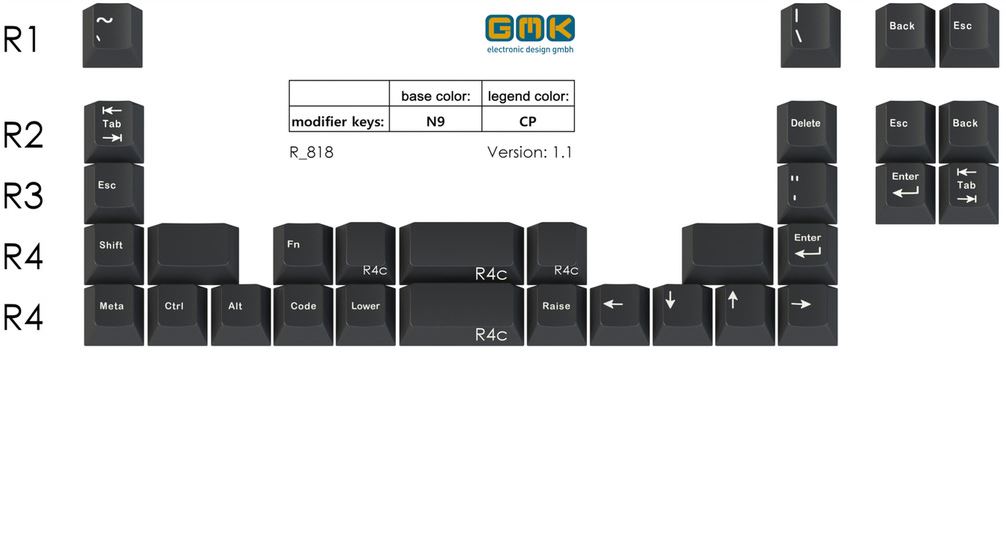 R1
~
`
GMK
electronic design gmbh
|
\
Back
Esc
base color:
legend color:
modifier keys:
N9
CP
R_818
Version: 1.1
R2
Tab
Delete
Esc
Back
R3
Esc
"
'
Enter
Tab
R4
Shift
Fn
R4c
R4c
R4c
Enter
R4
Meta
Ctrl
Alt
Code
Lower
R4c
Raise
←
↓
↑
→